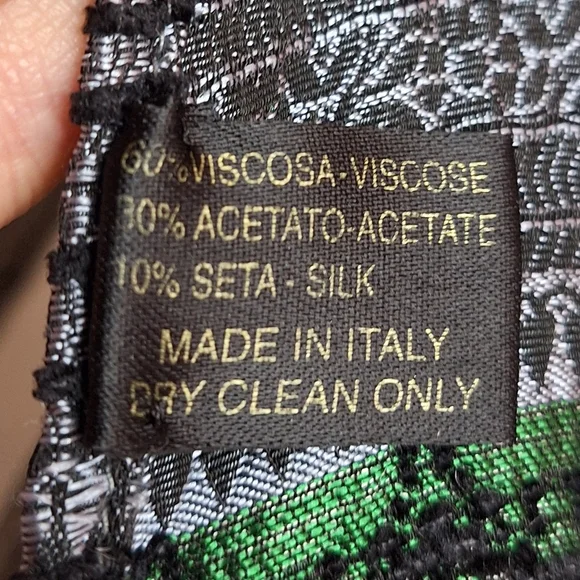 60% VISCOSA-VISCOSE
30% ACETATO-ACETATE
10% SETA - SILK
MADE IN ITALY
DRY CLEAN ONLY